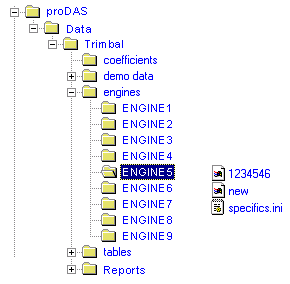 proDAS
Data
Trimbal
coefficients
demo data
engines
ENGINE1
ENGINE2
ENGINE3
ENGINE4
ENGINE5
1234546
ENGINE6
new
ENGINE7
specifics.ini
ENGINE8
ENGINE9
tables
Reports